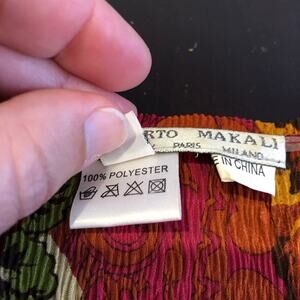 RTO MAKALI
PARIS MILANO
E IN CHINA
100% POLYESTER